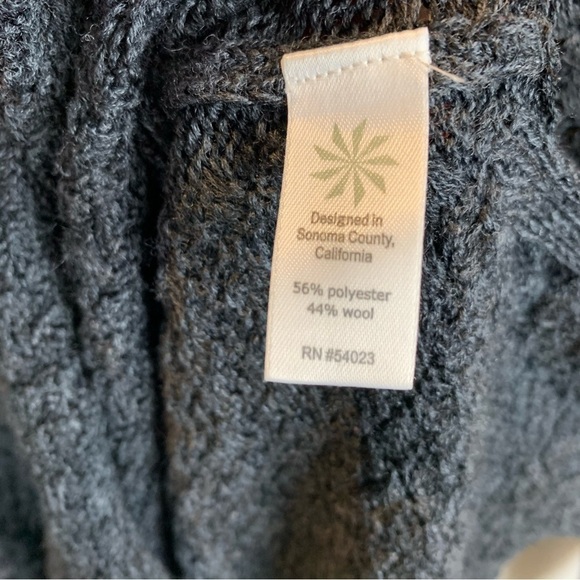 Designed in
Sonoma County,
California
56% polyester
44% wool
RN #54023